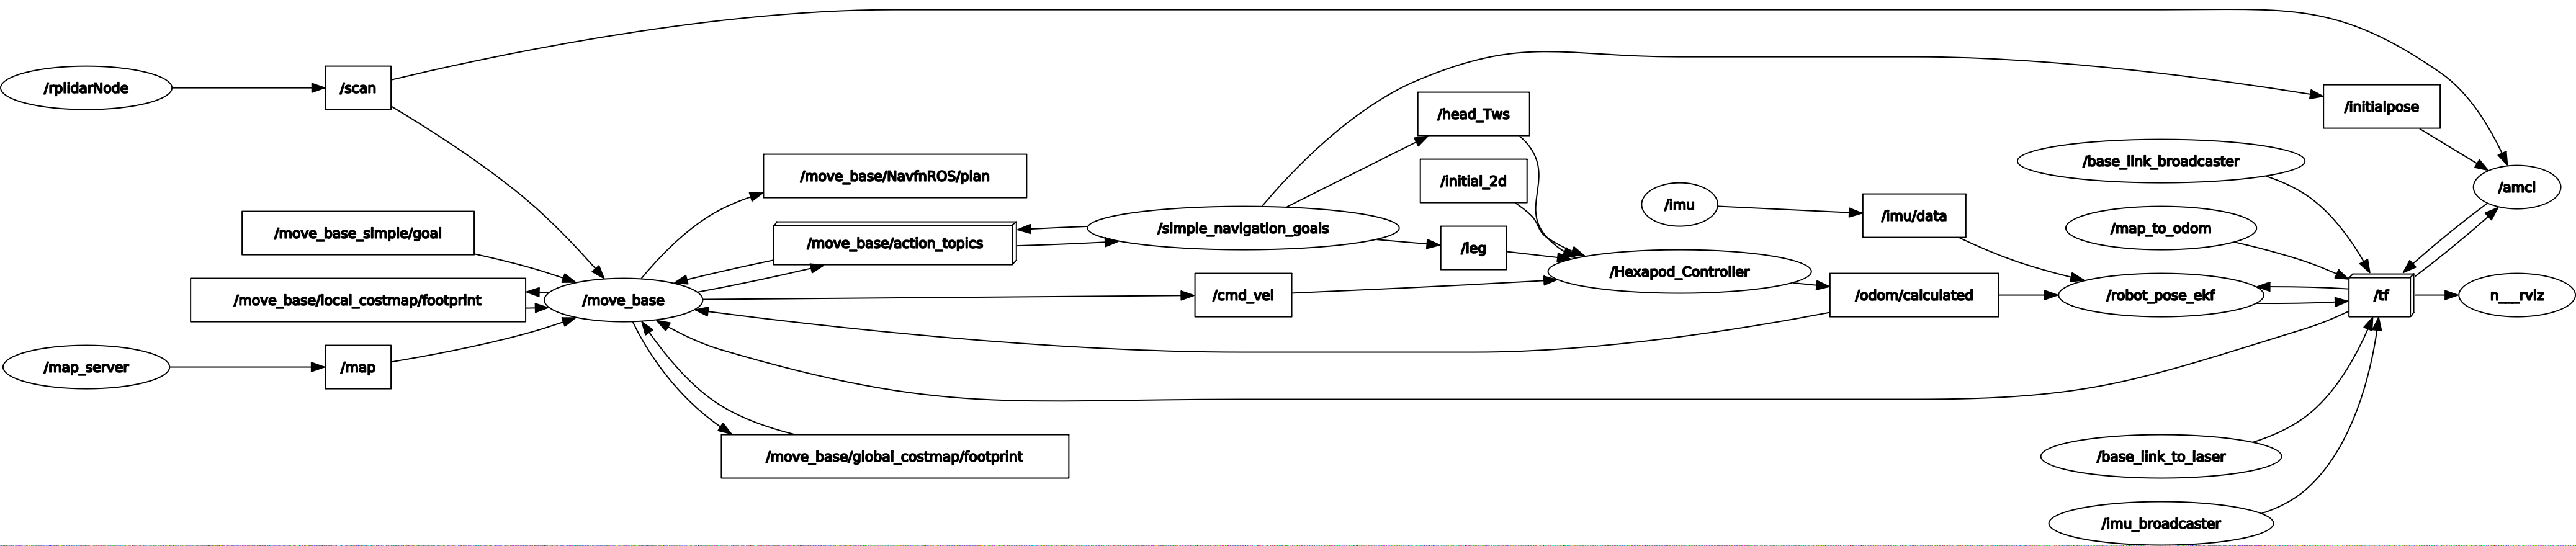 /rplidarNode
/scan
/head_Tws
/initialpose
/base_link_broadcaster
/move_base/NavfnROS/plan
/initial_2d
/amcl
/imu
/imu/data
/move_base_simple/goal
/move_base/action_topics
/simple_navigation_goals
/leg
/map_to_odom
/Hexapod_Controller
/move_base/local_costmap/footprint
/move_base
/cmd_vel
/odom/calculated
/robot_pose_ekf
/tf
n__rviz
/map_server
/map
/move_base/global_costmap/footprint
/base_link_to_laser
/imu_broadcaster